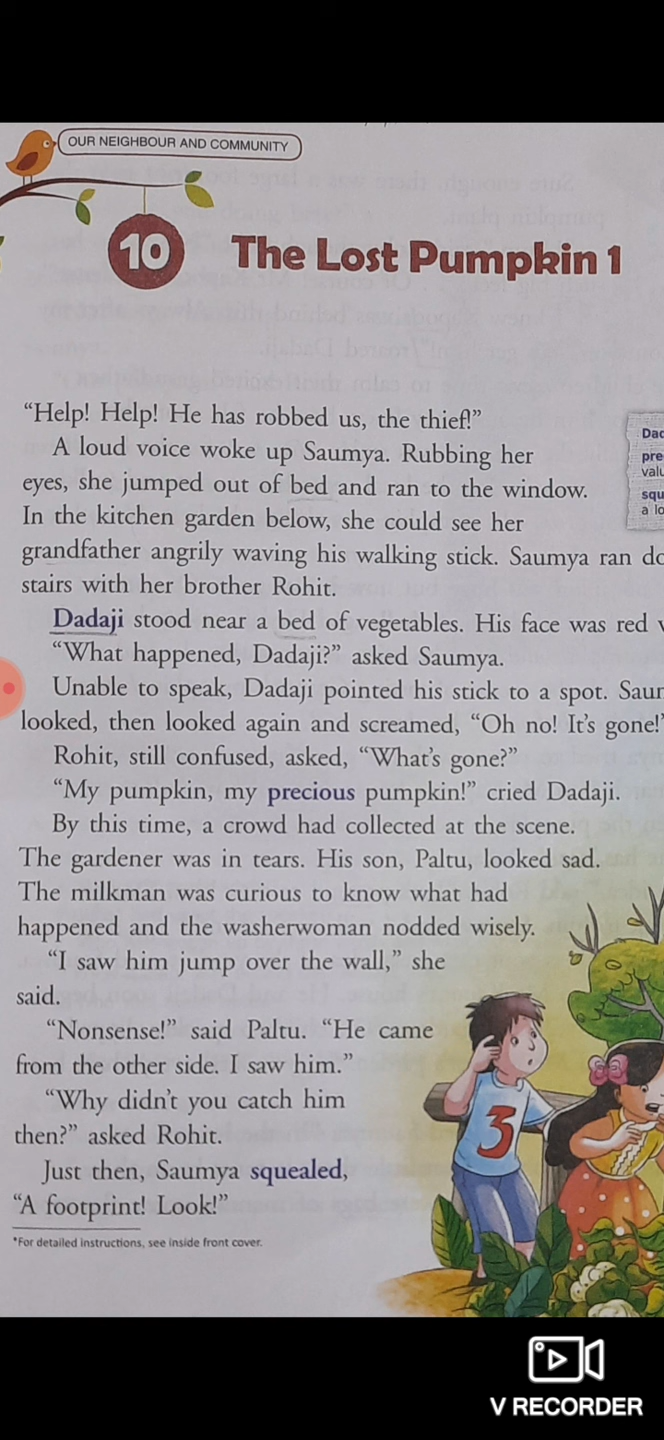 OUR NEIGHBOUR AND COMMUNITY
10 The Lost Pumpkin 1
“Help! Help! He has robbed us, the thief!”
A loud voice woke up Saumya. Rubbing her
eyes, she jumped out of bed and ran to the window.
In the kitchen garden below, she could see her
grandfather angrily waving his walking stick. Saumya ran
stairs with her brother Rohit.
Dadaji stood near a bed of vegetables. His face was red
“What happened, Dadaji?” asked Saumya.
Unable to speak, Dadaji pointed his stick to a spot.
looked, then looked again and screamed, “Oh no! It’s gone!”
Rohit, still confused, asked, “What’s gone?”
“My pumpkin, my precious pumpkin!” cried Dadaji.
By this time, a crowd had collected at the scene.
The gardener was in tears. His son, Paltu, looked sad.
The milkman was curious to know what had
happened and the washerwoman nodded wisely.
“I saw him jump over the wall,” she
said.
“Nonsense!” said Paltu. “He came
from the other side. I saw him.”
“Why didn’t you catch him
then?” asked Rohit.
Just then, Saumya squealed,
“A footprint! Look!”
*For detailed instructions, see inside front cover.
3
V RECORDER